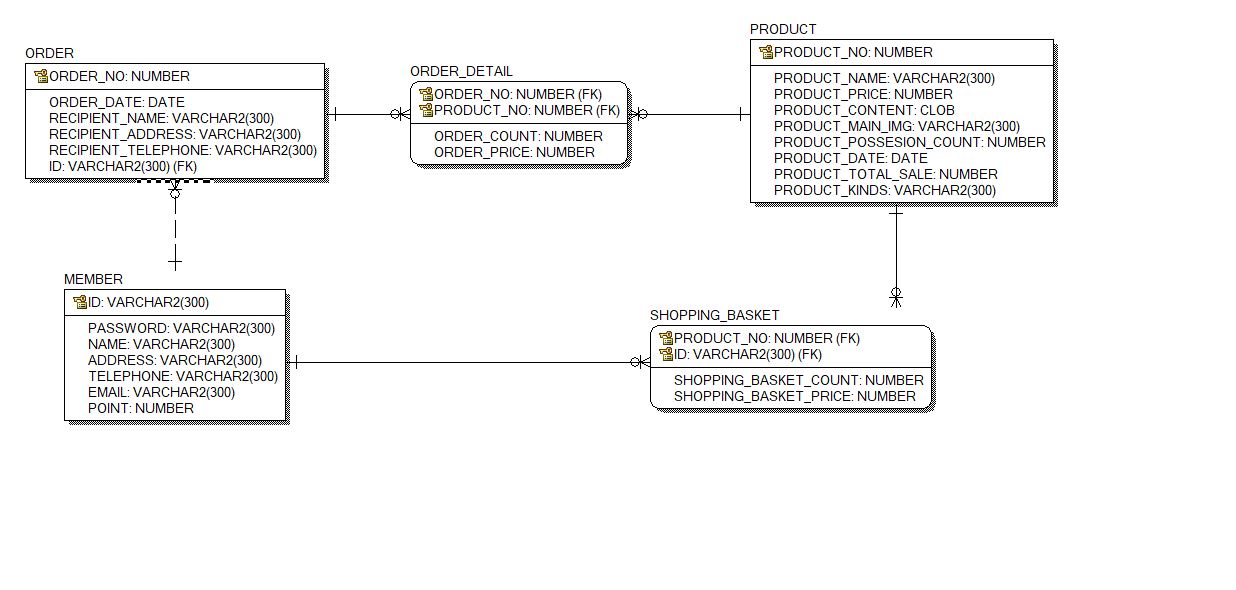 ORDER
ORDER_NO: NUMBER
ORDER_DATE: DATE
RECIPIENT_NAME: VARCHAR2(300)
RECIPIENT_ADDRESS: VARCHAR2(300)
RECIPIENT_TELEPHONE: VARCHAR2(300)
ID: VARCHAR2(300) (FK)
ORDER_DETAIL
ORDER_NO: NUMBER (FK)
PRODUCT_NO: NUMBER (FK)
ORDER_COUNT: NUMBER
ORDER_PRICE: NUMBER
PRODUCT
PRODUCT_NO: NUMBER
PRODUCT_NAME: VARCHAR2(300)
PRODUCT_PRICE: NUMBER
PRODUCT_CONTENT: CLOB
PRODUCT_MAIN_IMG: VARCHAR2(300)
PRODUCT_POSSESION_COUNT: NUMBER
PRODUCT_DATE: DATE
PRODUCT_TOTAL_SALE: NUMBER
PRODUCT_KINDS: VARCHAR2(300)
MEMBER
ID: VARCHAR2(300)
PASSWORD: VARCHAR2(300)
NAME: VARCHAR2(300)
ADDRESS: VARCHAR2(300)
TELEPHONE: VARCHAR2(300)
EMAIL: VARCHAR2(300)
POINT: NUMBER
SHOPPING_BASKET
PRODUCT_NO: NUMBER (FK)
ID: VARCHAR2(300) (FK)
SHOPPING_BASKET_COUNT: NUMBER
SHOPPING_BASKET_PRICE: NUMBER